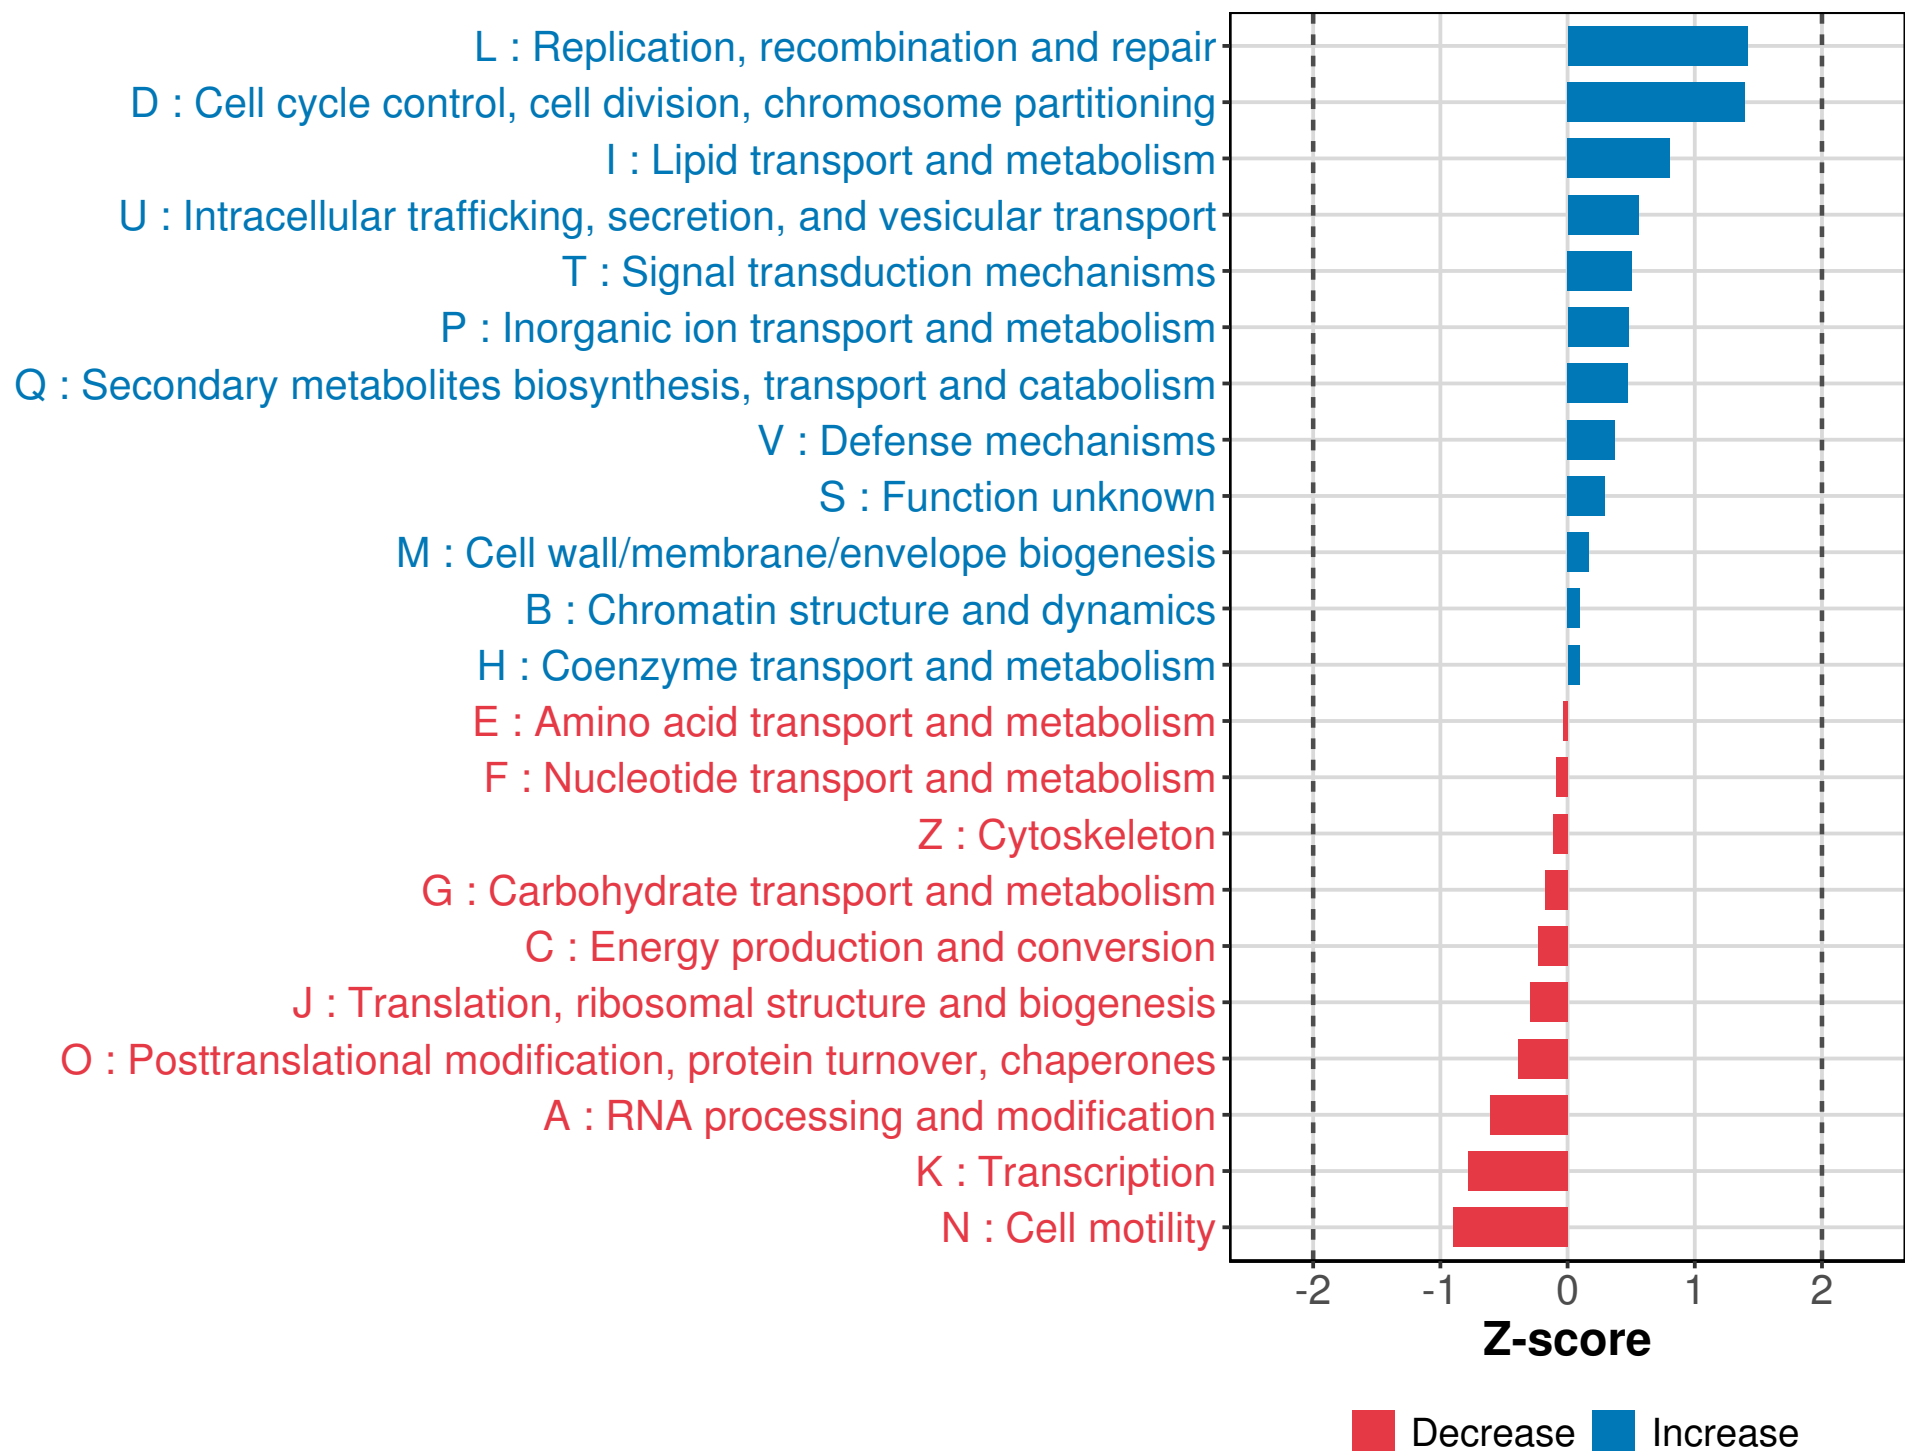 L : Replication, recombination and repair
D : Cell cycle control, cell division, chromosome partitioning
I : Lipid transport and metabolism
U : Intracellular trafficking, secretion, and vesicular transport
T : Signal transduction mechanisms
P : Inorganic ion transport and metabolism
Q : Secondary metabolites biosynthesis, transport and catabolism
V : Defense mechanisms
S : Function unknown
M : Cell wall/membrane/envelope biogenesis
B : Chromatin structure and dynamics
H : Coenzyme transport and metabolism
E : Amino acid transport and metabolism
F : Nucleotide transport and metabolism
Z : Cytoskeleton
G : Carbohydrate transport and metabolism
C : Energy production and conversion
J : Translation, ribosomal structure and biogenesis
O : Posttranslational modification, protein turnover, chaperones
A : RNA processing and modification
K : Transcription
N : Cell motility
-2 -1 0 1 2
Z-score
Decrease Increase